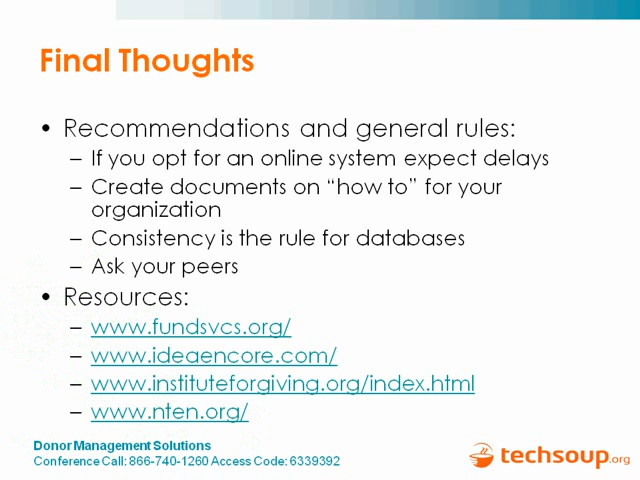 Final Thoughts
• Recommendations and general rules:
– If you opt for an online system expect delays
– Create documents on “how to” for your
organization
– Consistency is the rule for databases
– Ask your peers
• Resources:
– www.fundsvcs.org/
– www.ideaencore.com/
– www.instituteforgiving.org/index.html
– www.nten.org/
Donor Management Solutions
Conference Call: 866-740-1260 Access Code: 6339392
techsoup.org